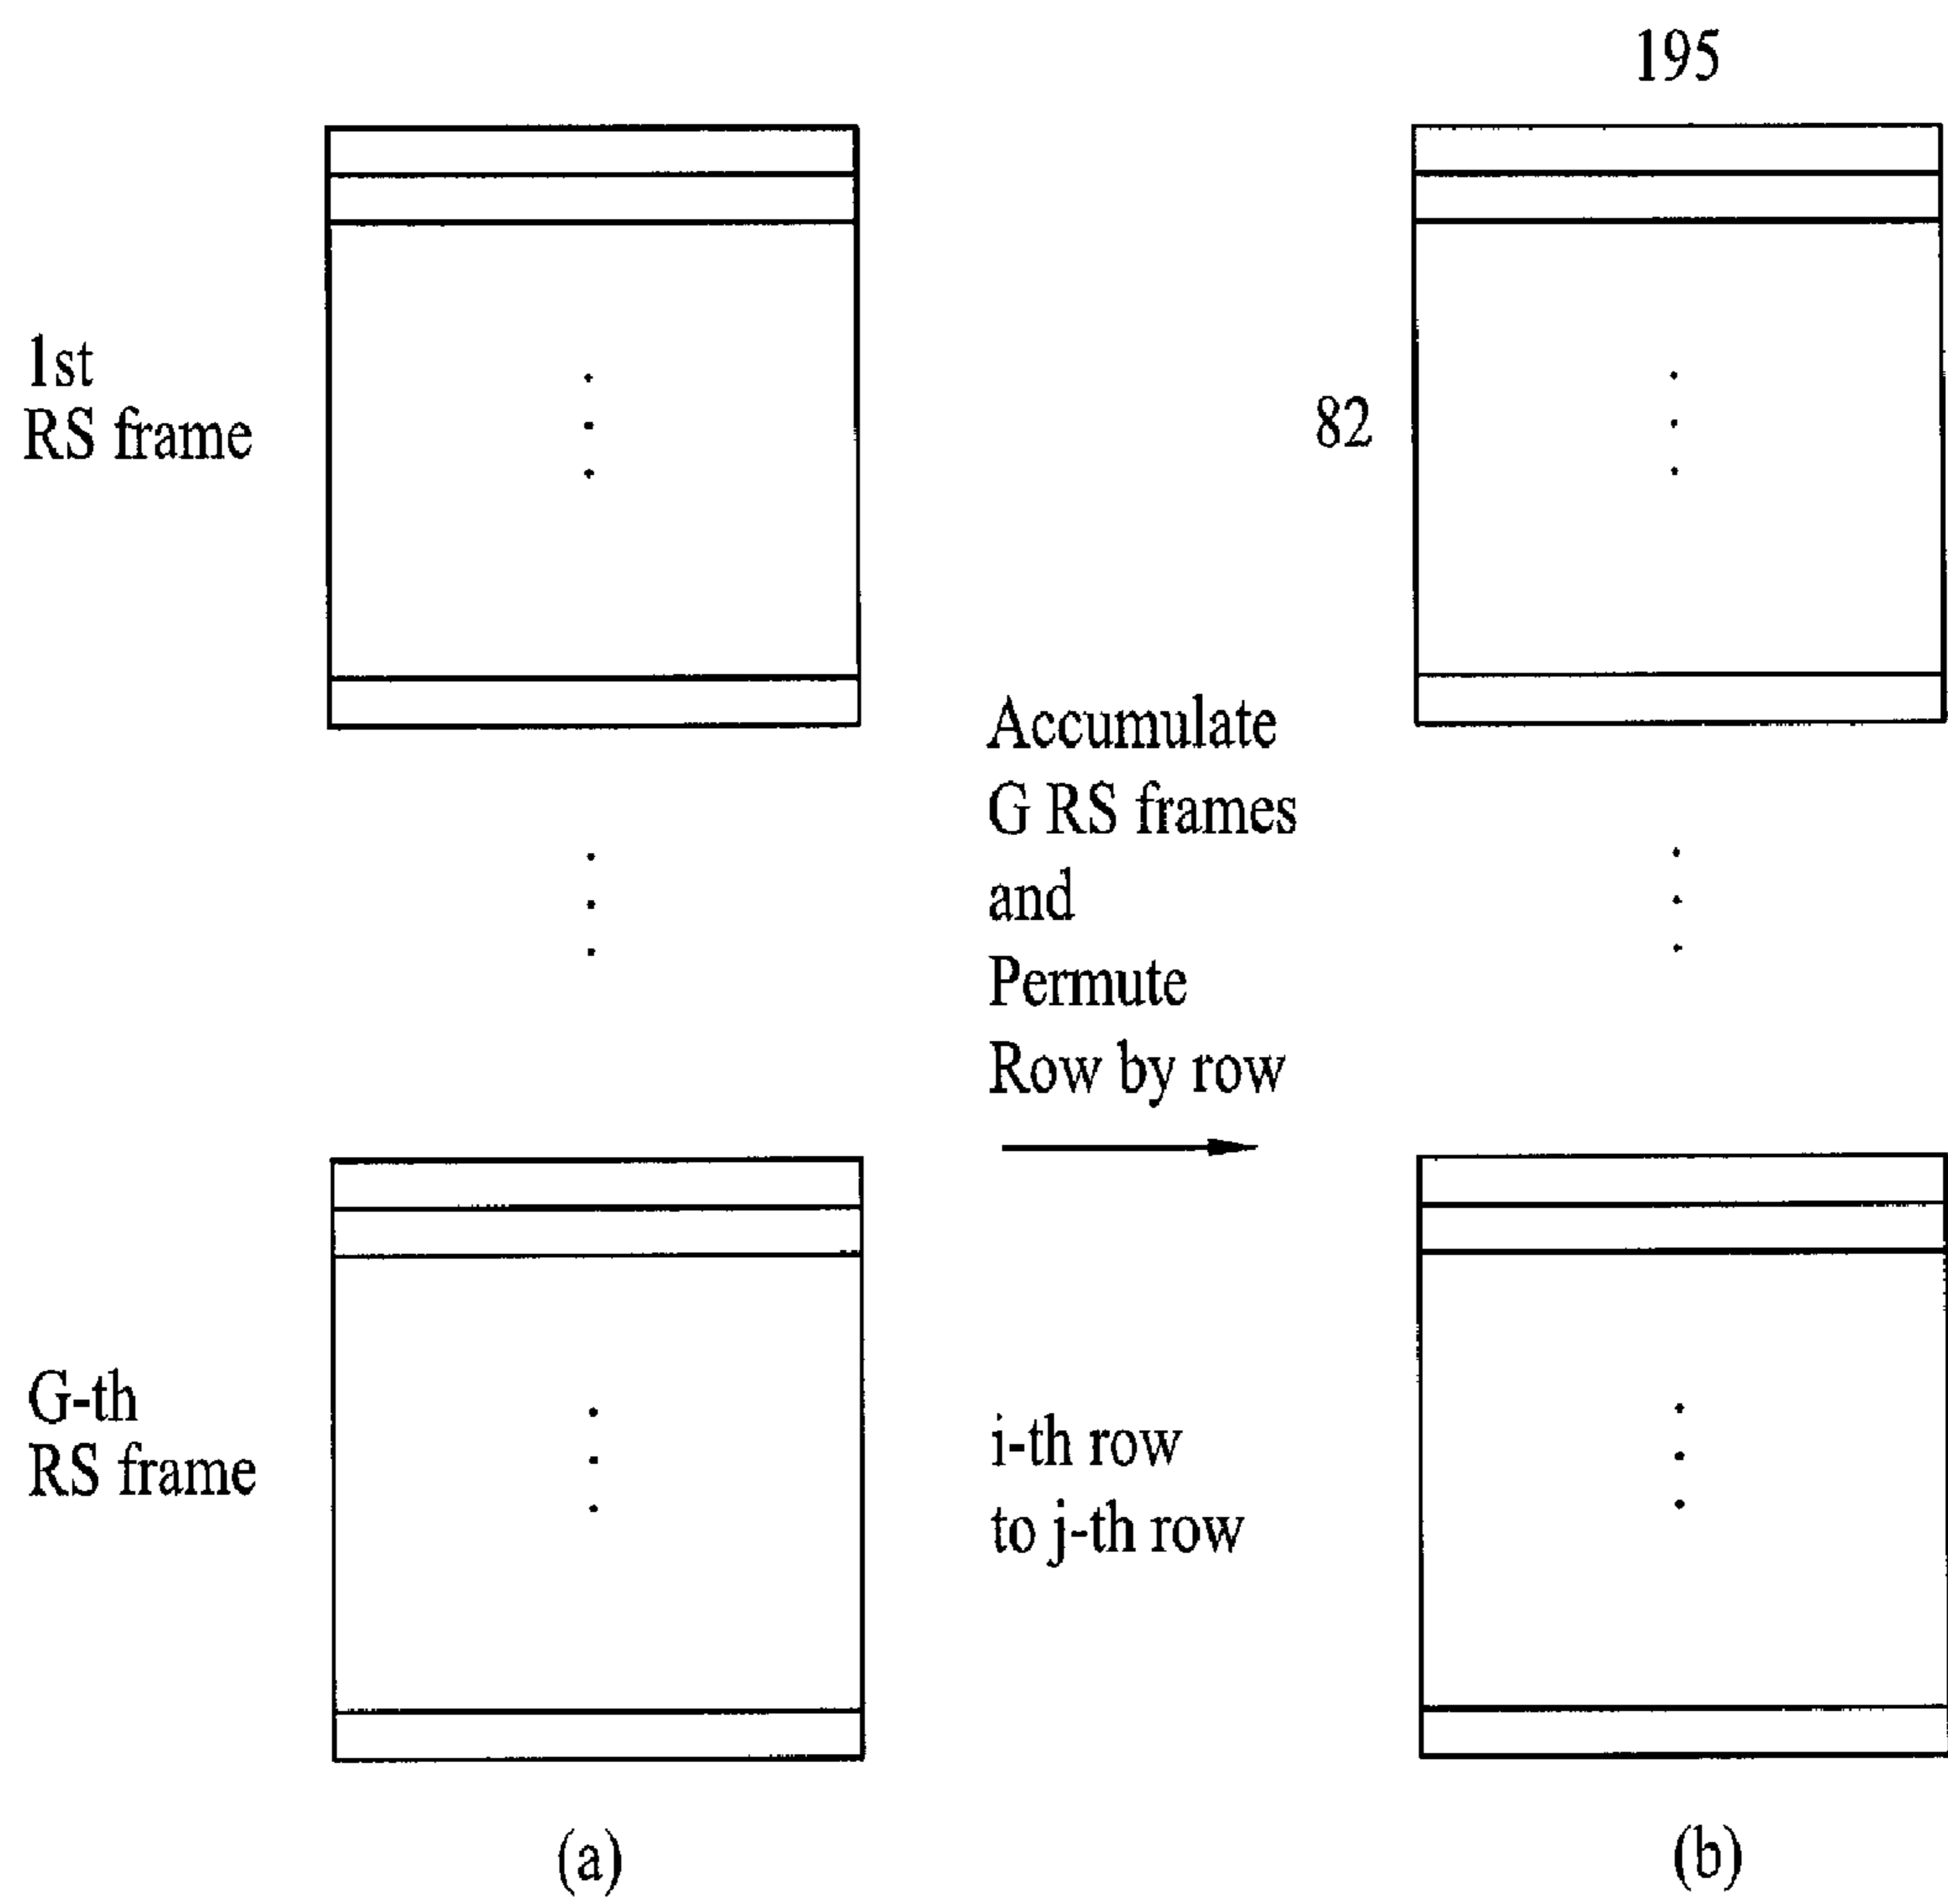 195
1st
RS frame
82
Accumulate
G RS frames
and
Permute
Row by row
G-th
RS frame
i-th row
to j-th row
(a)
(b)